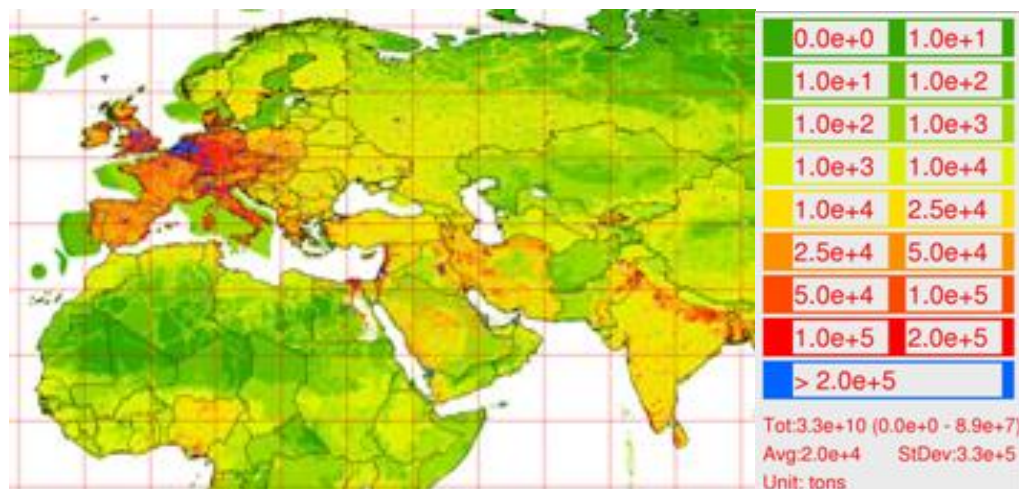 0.0e+0 1.0e+1
1.0e+1 1.0e+2
1.0e+2 1.0e+3
1.0e+3 1.0e+4
1.0e+4 2.5e+4
2.5e+4 5.0e+4
5.0e+4 1.0e+5
1.0e+5 2.0e+5
> 2.0e+5
Tot:3.3e+10 (0.0e+0 - 8.9e+7)
Avg:2.0e+4 StDev:3.3e+5
Unit: tons